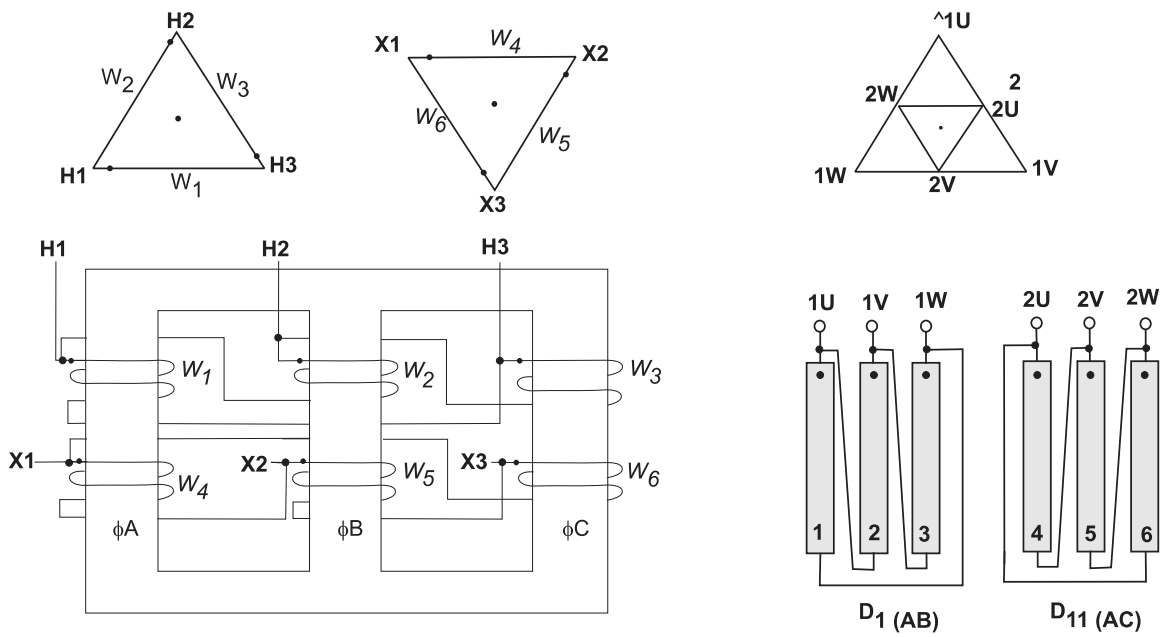 H2
W2
W3
H1
W1
H3
X1
W4
X2
W6
W5
X3
^1U
2W
2
2U
1W
2V
1V
H1
H2
H3
W1
W2
W3
X1
X2
X3
W4
W5
W6
ϕA
ϕB
ϕC
1U 1V 1W
2U 2V 2W
1 2 3
4 5 6
D1 (AB)
D11 (AC)